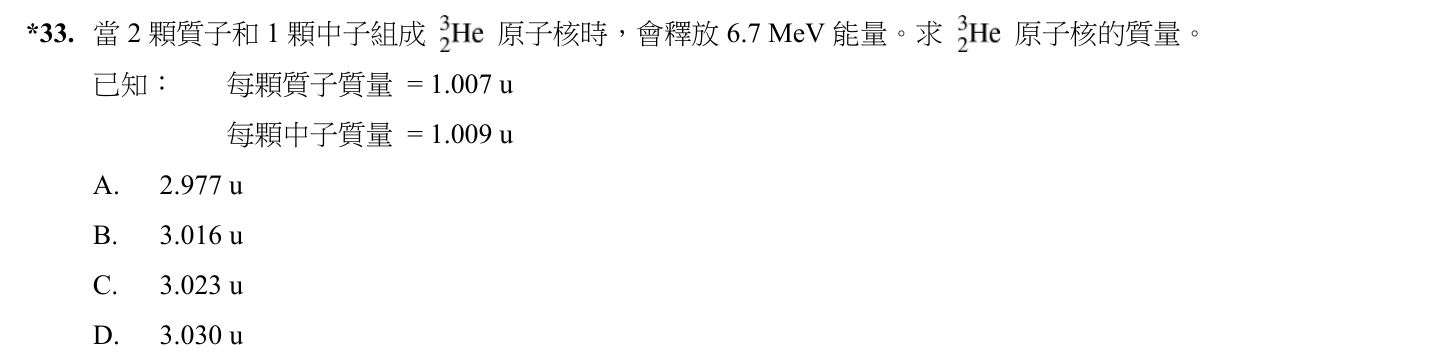 *33. 當 2 顆質子和 1 顆中子組成 ³₂He 原子核時，會釋放 6.7 MeV 能量。求 ³₂He 原子核的質量。
已知： 每顆質子質量 = 1.007 u
每顆中子質量 = 1.009 u
A. 2.977 u
B. 3.016 u
C. 3.023 u
D. 3.030 u